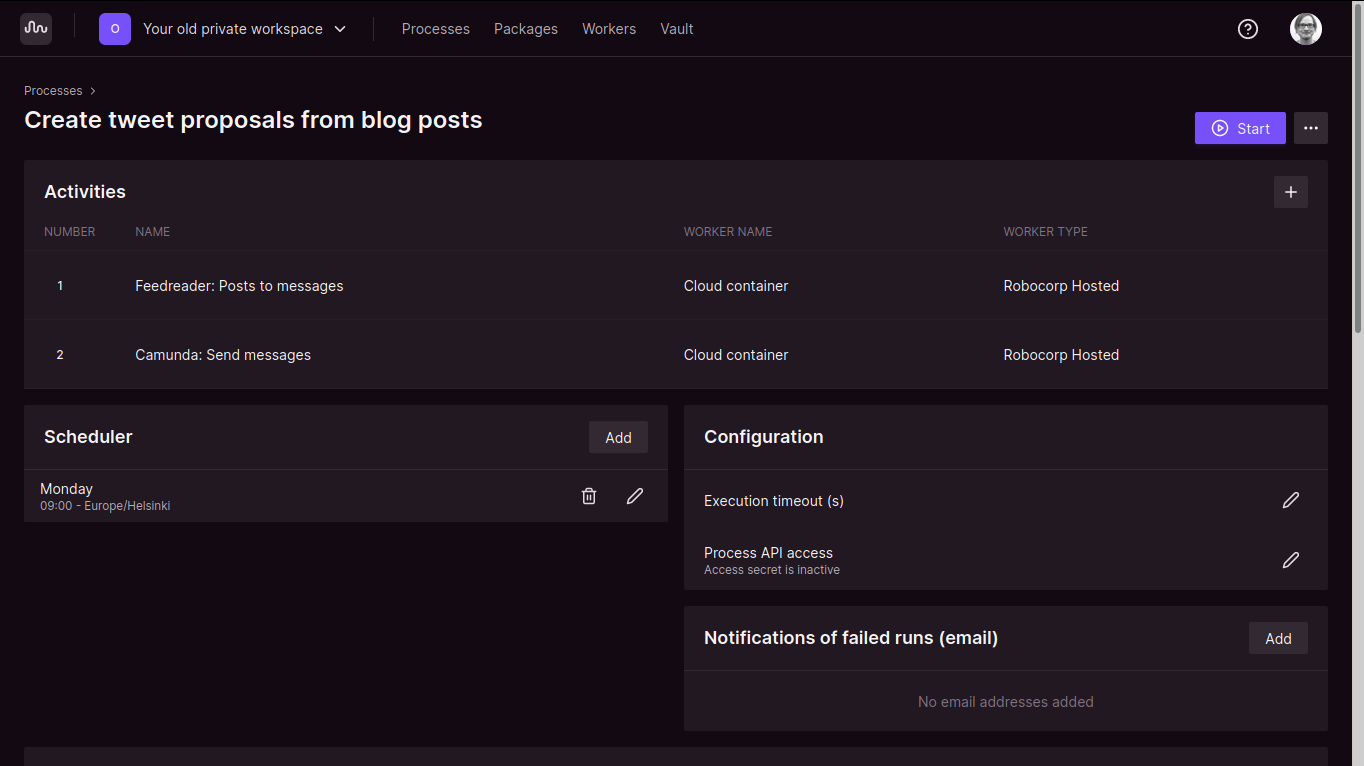 O Your old private workspace Processes Packages Workers Vault
Processes
Create tweet proposals from blog posts
Start
Activities
NUMBER NAME WORKER NAME WORKER TYPE
1 Feedreader: Posts to messages Cloud container Robocorp Hosted
2 Camunda: Send messages Cloud container Robocorp Hosted
Scheduler Add
Monday
09:00 - Europe/Helsinki
Configuration
Execution timeout (s)
Process API access
Access secret is inactive
Notifications of failed runs (email) Add
No email addresses added